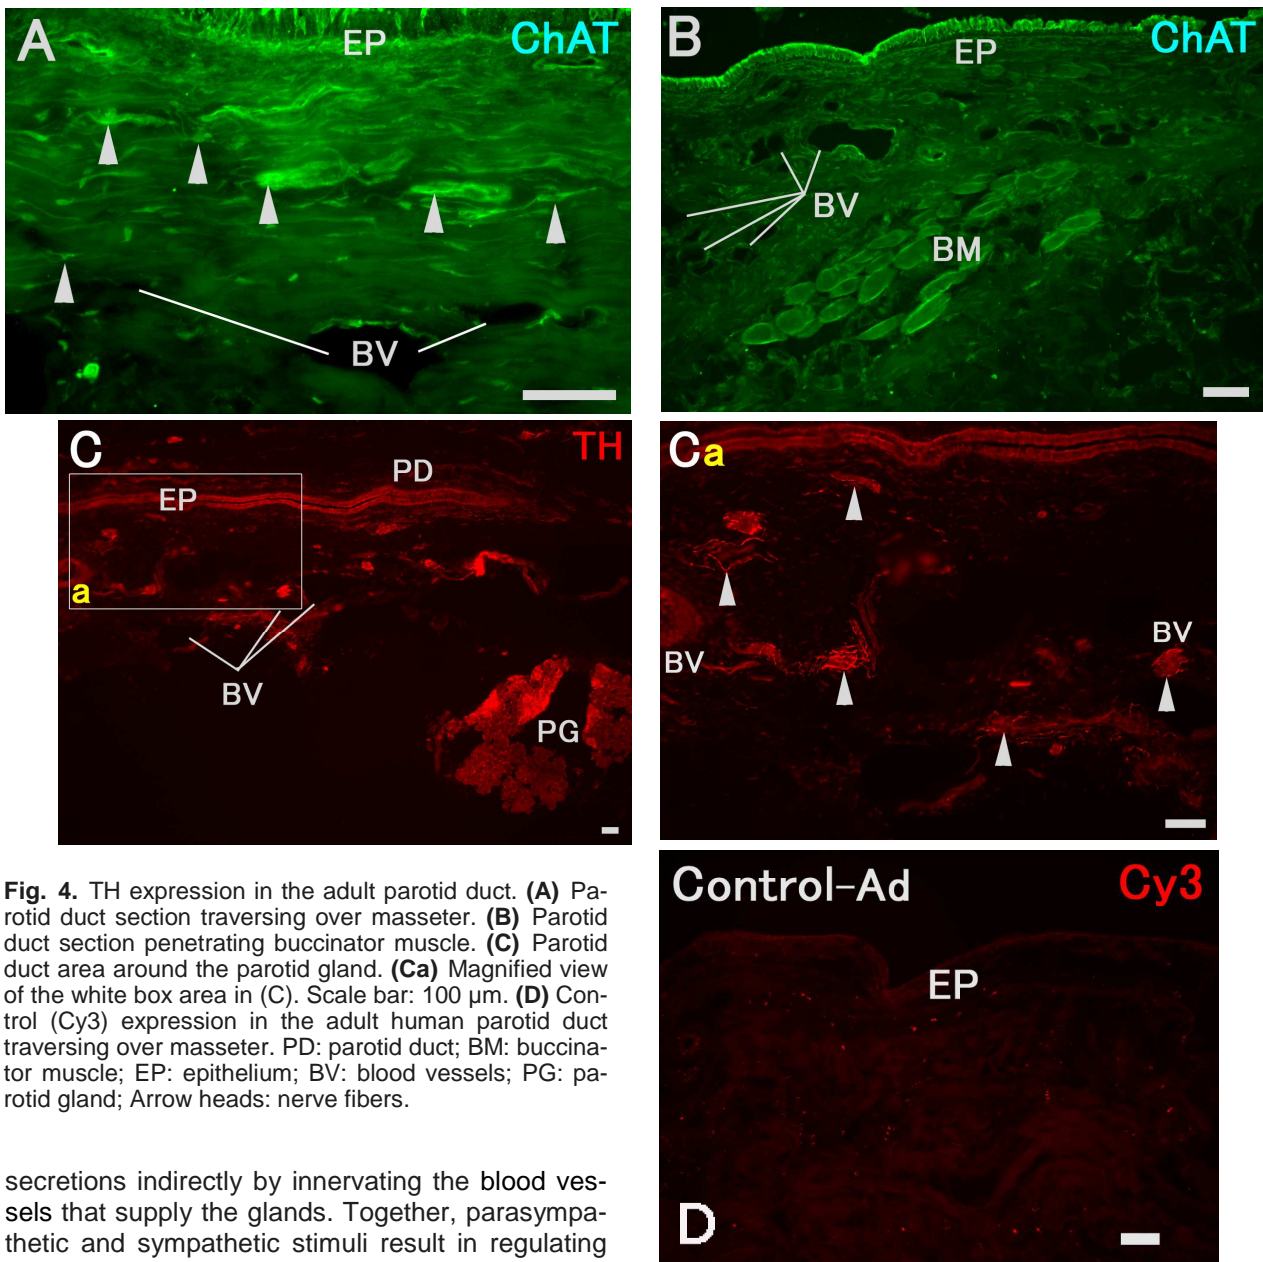 A
EP
ChAT
BV
B
EP
ChAT
BV
BM
C
TH
PD
EP
a
BV
PG
Ca
BV
BV
Control-Ad
Cy3
EP
D
Fig. 4. TH expression in the adult parotid duct. (A) Pa-
rotid duct section traversing over masseter. (B) Parotid
duct section penetrating buccinator muscle. (C) Parotid
duct area around the parotid gland. (Ca) Magnified view
of the white box area in (C). Scale bar: 100 μm. (D) Con-
trol (Cy3) expression in the adult human parotid duct
traversing over masseter. PD: parotid duct; BM: buccina-
tor muscle; EP: epithelium; BV: blood vessels; PG: pa-
rotid gland; Arrow heads: nerve fibers.
secretions indirectly by innervating the blood ves-
sels that supply the glands. Together, parasympa-
thetic and sympathetic stimuli result in regulating